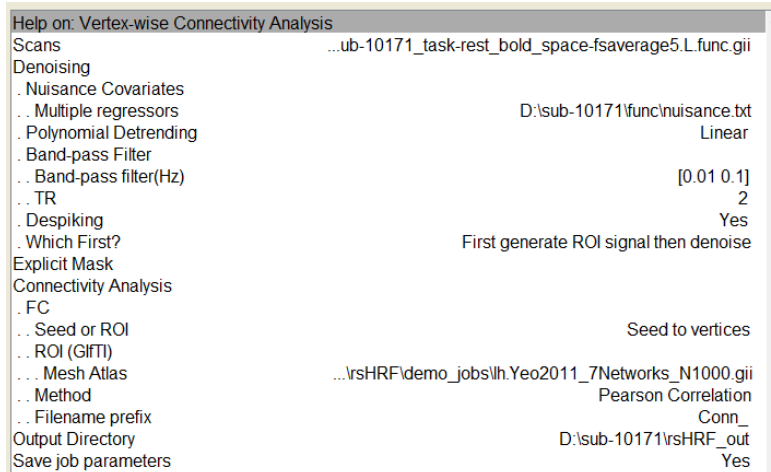 Help on: Vertex-wise Connectivity Analysis
Scans ...ub-10171_task-rest_bold_space-fsaverage5.L.func.gii
Denoising
. Nuisance Covariates
. . Multiple regressors D:\sub-10171\func\nuisance.txt
. Polynomial Detrending Linear
. Band-pass Filter
. . Band-pass filter(Hz) [0.01 0.1]
. . TR 2
. Despiking Yes
. Which First? First generate ROI signal then denoise
Explicit Mask
Connectivity Analysis
. FC
. . Seed or ROI Seed to vertices
. . ROI (GIfTI)
. . . Mesh Atlas ...\rsHRF\demo_jobs\lh.Yeo2011_7Networks_N1000.gii
. . Method Pearson Correlation
. . Filename prefix Conn_
Output Directory D:\sub-10171\rsHRF_out
Save job parameters Yes